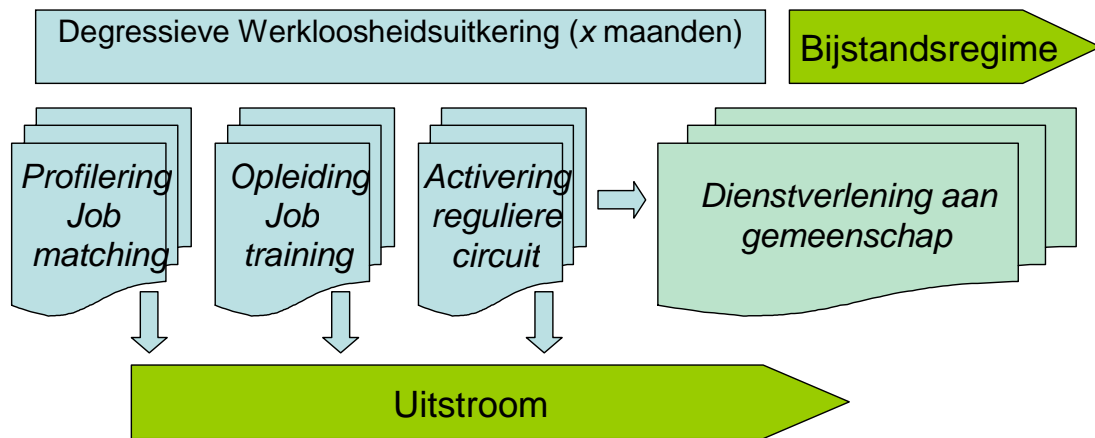 Degressieve Werkloosheidsuitkering (x maanden)
Bijstandsregime
Profilering
Job
matching
Opleiding
Job
training
Activering
reguliere
circuit
Dienstverlening aan
gemeenschap
Uitstroom